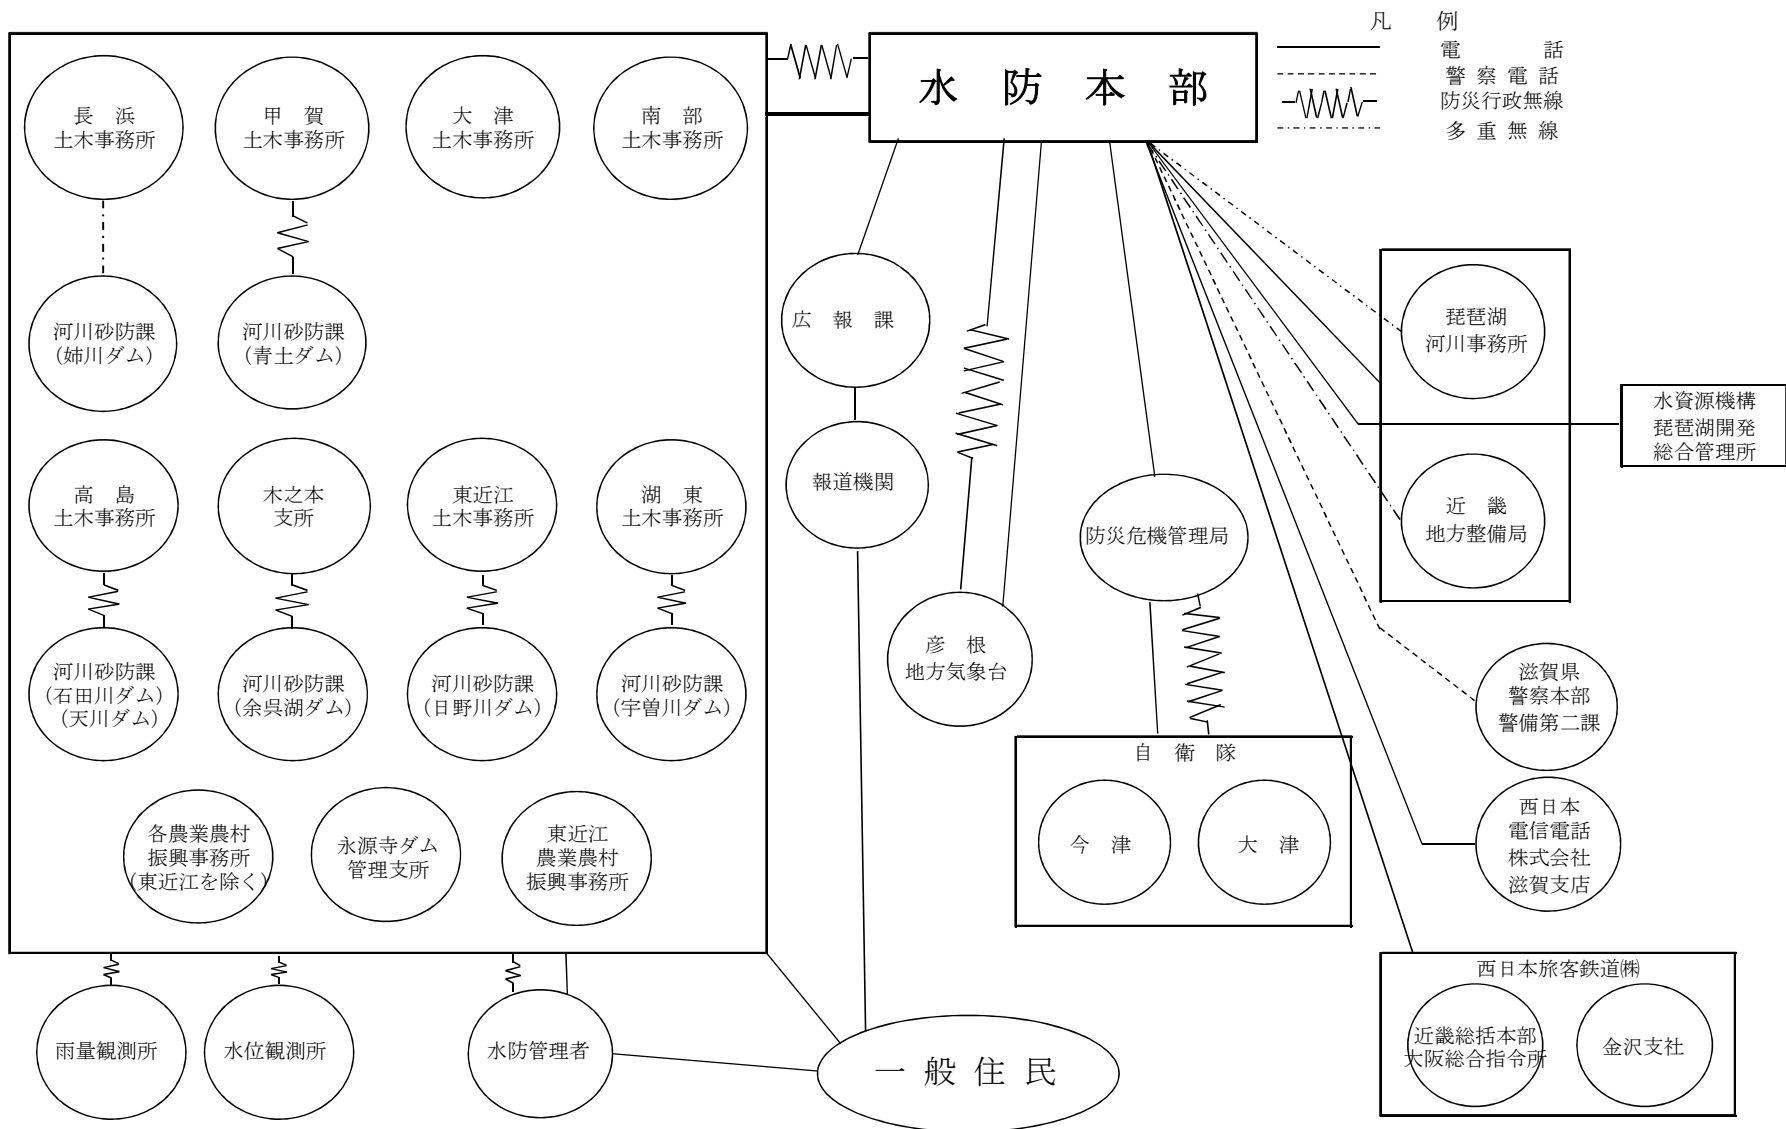 凡 例
電 話
警 察 電 話
防災行政無線
多 重 無 線
水 防 本 部
長 浜
土木事務所
甲 賀
土木事務所
大 津
土木事務所
南 部
土木事務所
河川砂防課
(姉川ダム)
河川砂防課
(青土ダム)
高 島
土木事務所
木之本
支所
東近江
土木事務所
湖 東
土木事務所
河川砂防課
(石田川ダム)
(天川ダム)
河川砂防課
(余呉湖ダム)
河川砂防課
(日野川ダム)
河川砂防課
(宇曽川ダム)
各農業農村
振興事務所
(東近江を除く)
永源寺ダム
管理支所
東近江
農業農村
振興事務所
雨量観測所
水位観測所
水防管理者
一 般 住 民
広 報 課
報道機関
彦 根
地方気象台
防災危機管理局
自 衛 隊
今 津
大 津
琵琶湖
河川事務所
近 畿
地方整備局
水資源機構
琵琶湖開発
総合管理所
滋賀県
警察本部
警備第二課
西日本
電信電話
株式会社
滋賀支店
西日本旅客鉄道㈱
近畿総括本部
大阪総合指令所
金沢支社